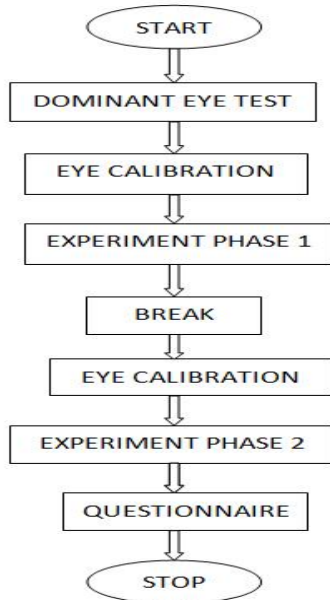 START
DOMINANT EYE TEST
EYE CALIBRATION
EXPERIMENT PHASE 1
BREAK
EYE CALIBRATION
EXPERIMENT PHASE 2
QUESTIONNAIRE
STOP